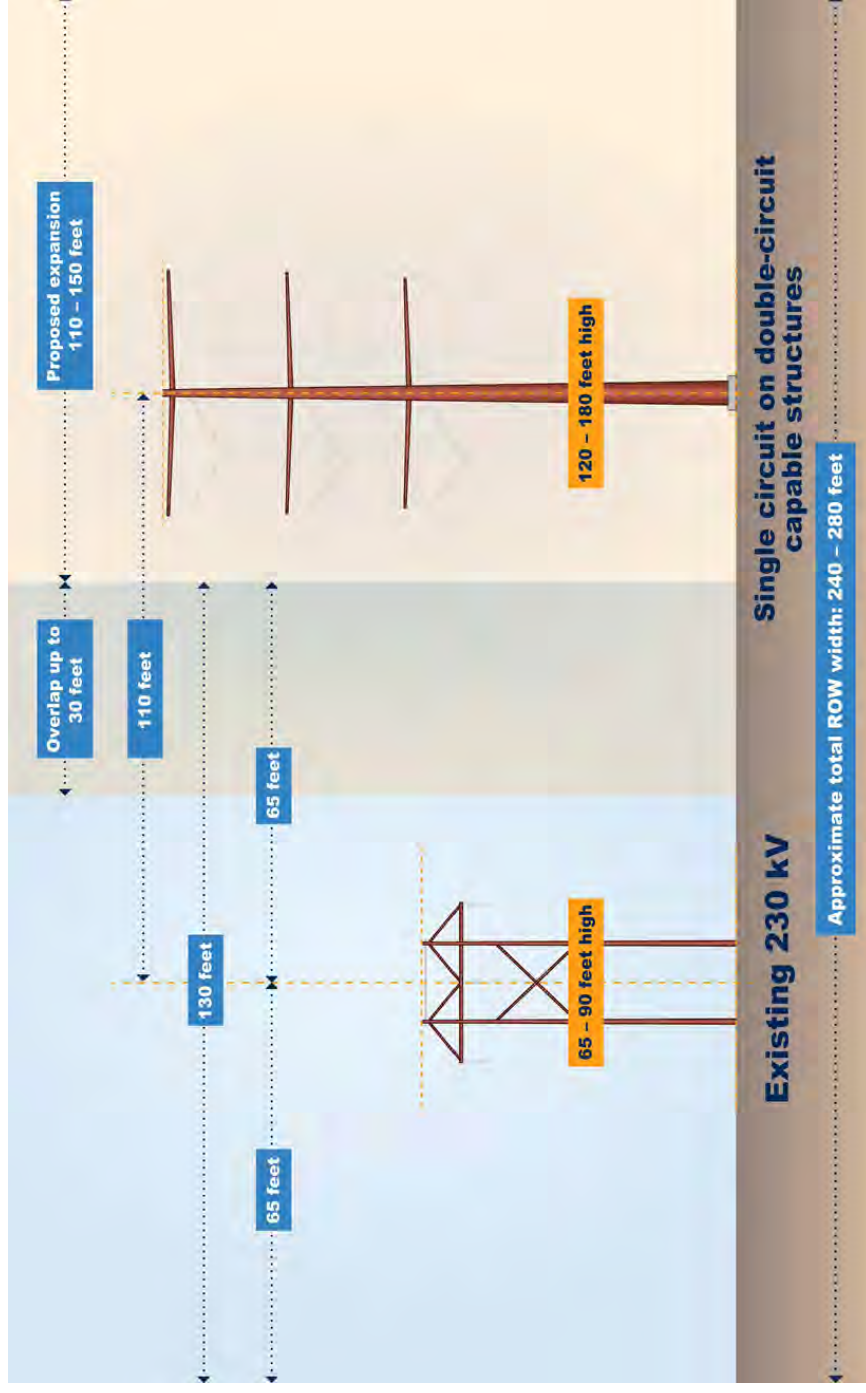 Overlap up to
30 feet
Proposed expansion
110 – 150 feet
110 feet
130 feet
65 feet
65 feet
65 – 90 feet high
120 – 180 feet high
Existing 230 kV
Single circuit on double-circuit
capable structures
Approximate total ROW width: 240 – 280 feet